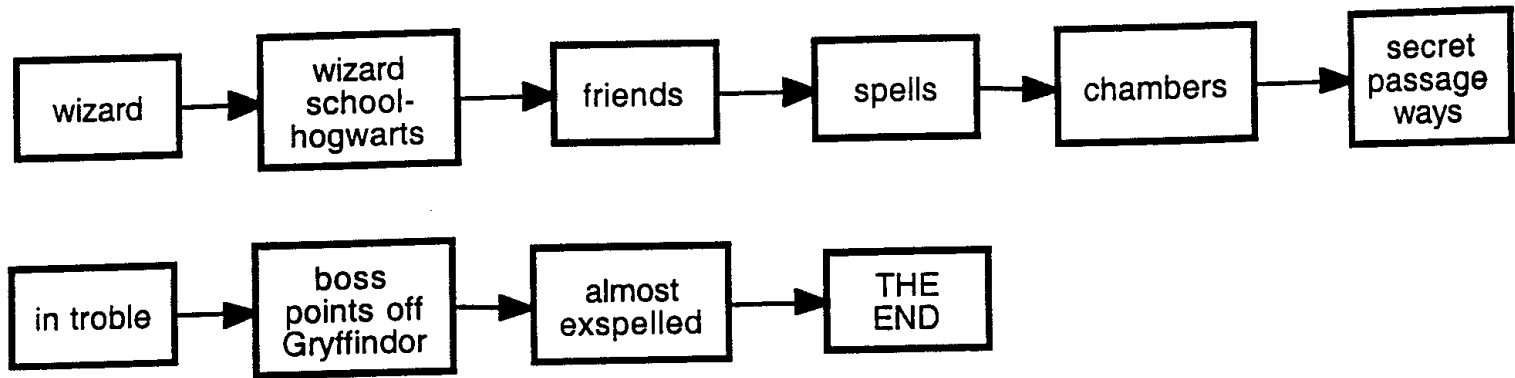 wizard
wizard
school-
hogwarts
friends
spells
chambers
secret
passage
ways
in troble
boss
points off
Gryffindor
almost
exspelled
THE
END